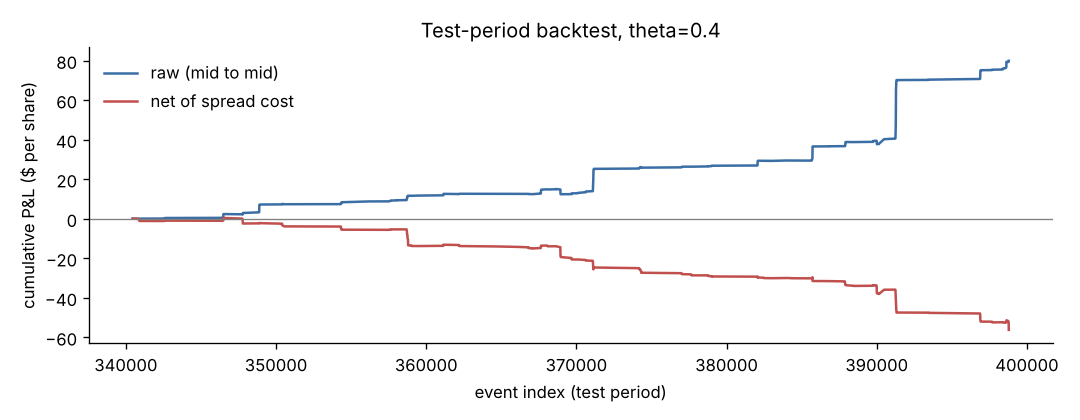 Test-period backtest, theta=0.4
cumulative P&L ($ per share)
80
60
40
20
0
−20
−40
−60
raw (mid to mid)
net of spread cost
340000 350000 360000 370000 380000 390000 400000
event index (test period)